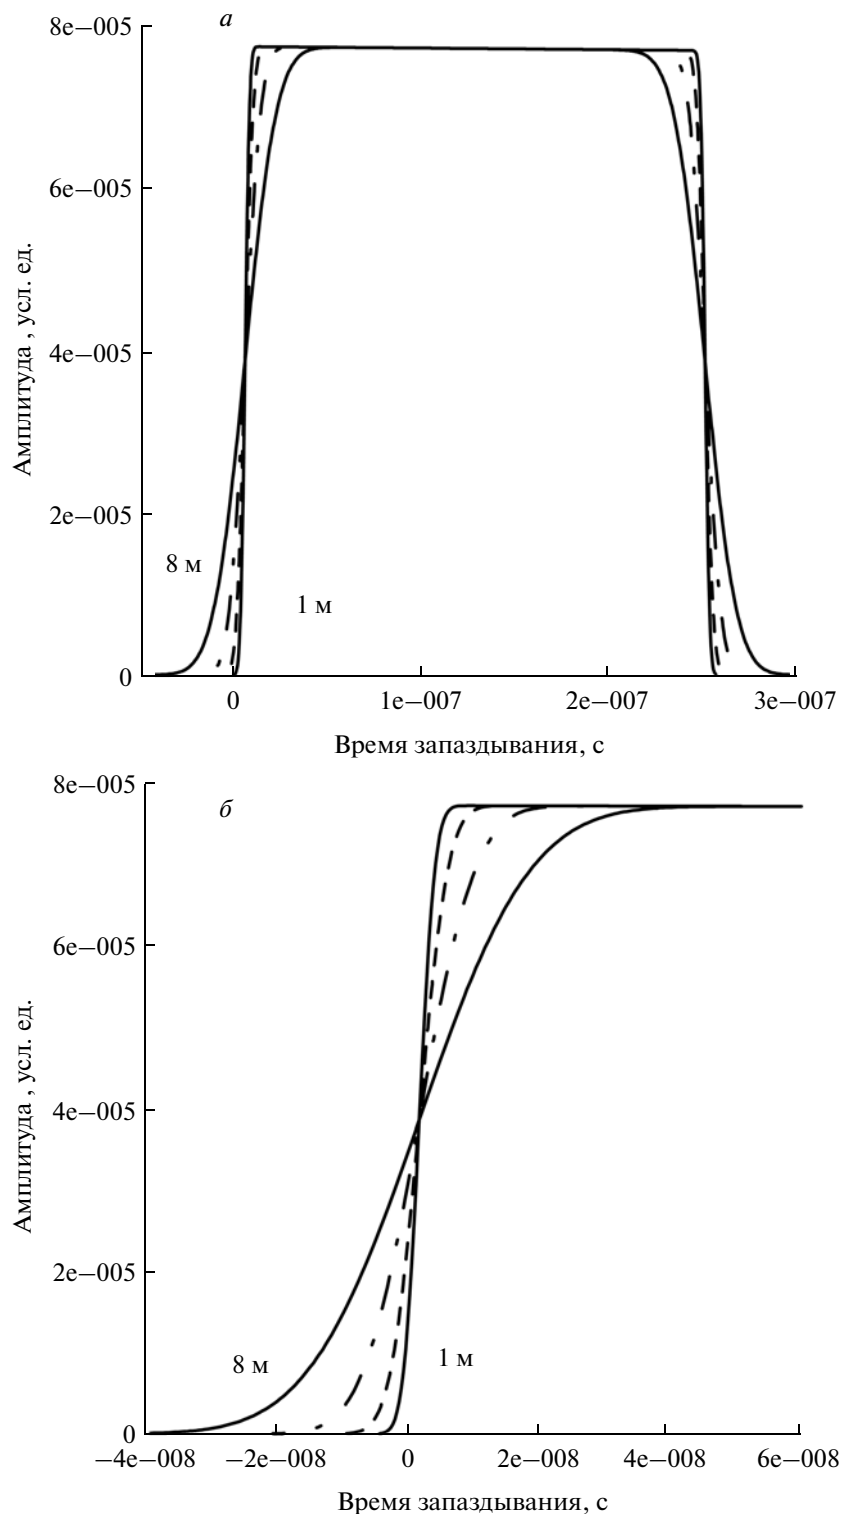 а
8e−005
6e−005
4e−005
2e−005
0
Амплитуда , усл. ед.
8 м
1 м
0
1e−007
2e−007
3e−007
Время запаздывания, с
б
8e−005
6e−005
4e−005
2e−005
0
Амплитуда , усл. ед.
8 м
1 м
−4e−008
−2e−008
0
2e−008
4e−008
6e−008
Время запаздывания, с